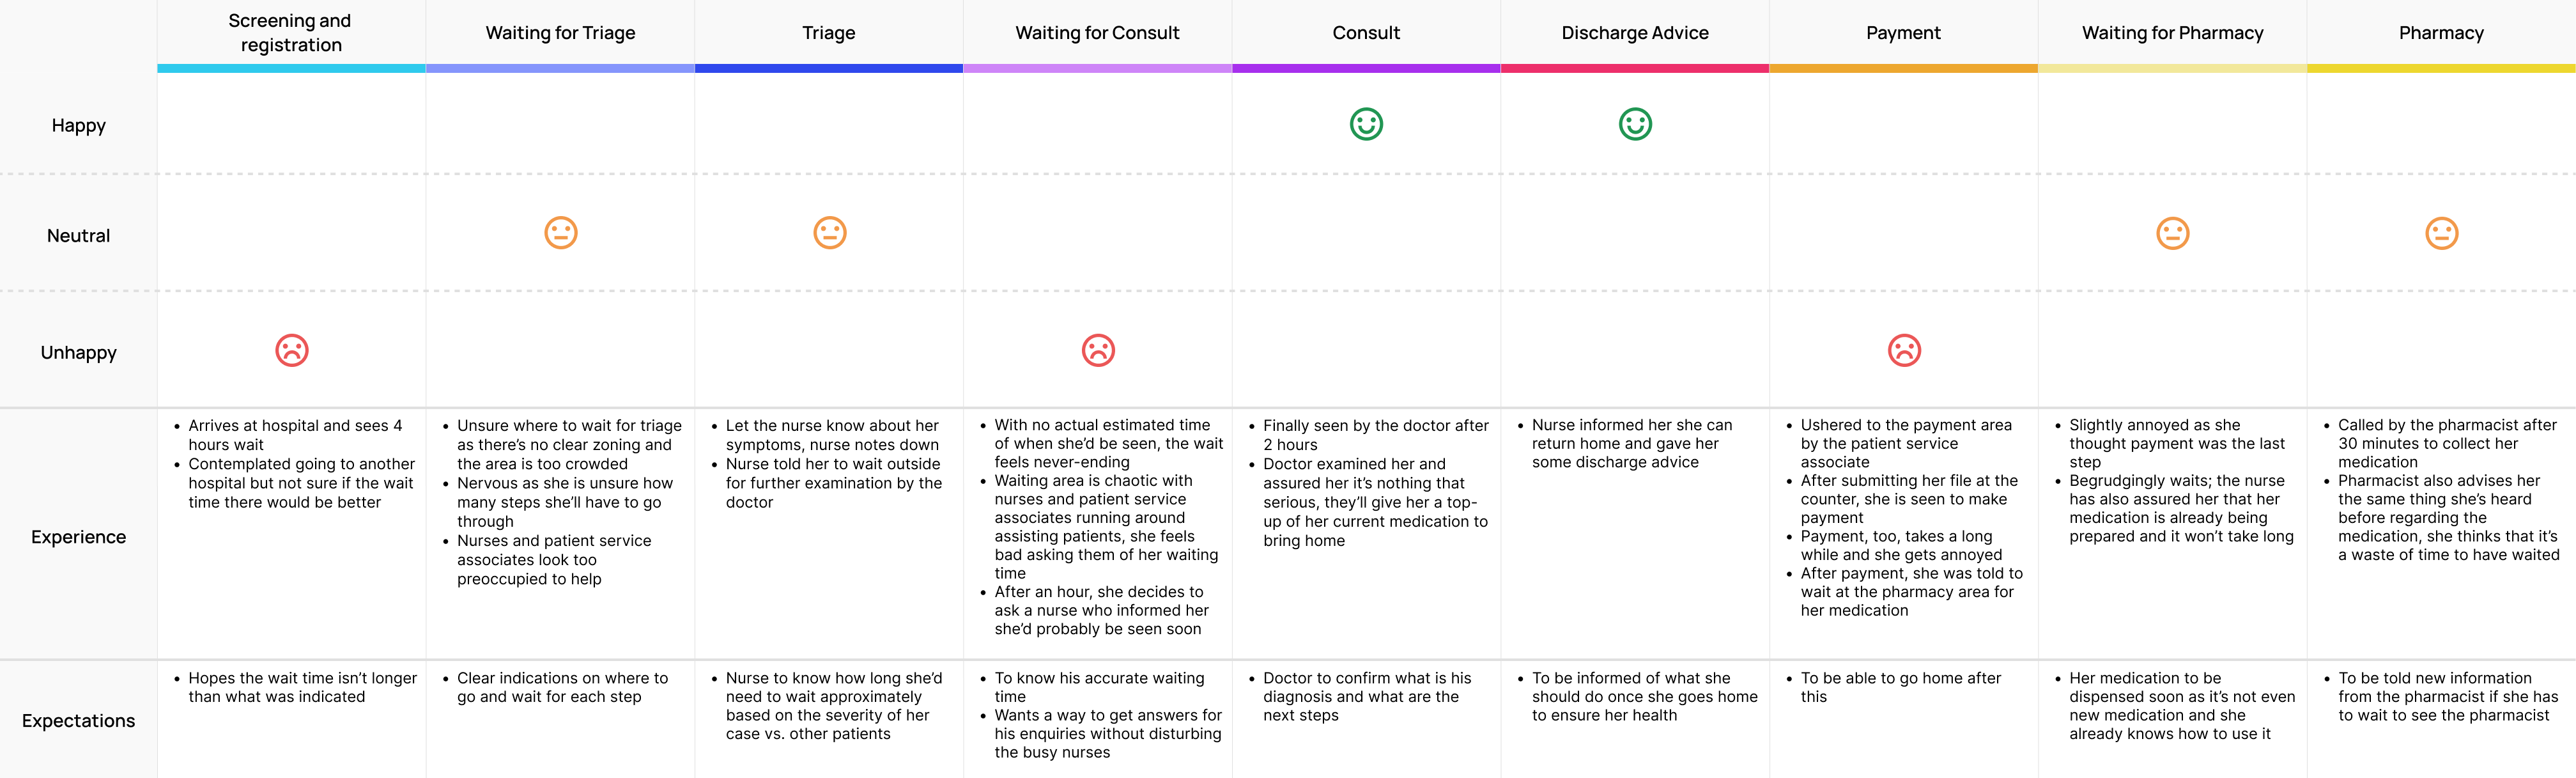 Screening and
registration
Waiting for Triage
Triage
Waiting for Consult
Consult
Discharge Advice
Payment
Waiting for Pharmacy
Pharmacy
Happy
Neutral
Unhappy
Experience
• Arrives at hospital and sees 4
hours wait
• Contemplated going to another
hospital but not sure if the wait
time there would be better
• Unsure where to wait for triage
as there’s no clear zoning and
the area is too crowded
• Nervous as she is unsure how
many steps she’ll have to go
through
• Nurses and patient service
associates look too
preoccupied to help
• Let the nurse know about her
symptoms, nurse notes down
• Nurse told her to wait outside
for further examination by the
doctor
• With no actual estimated time
of when she’d be seen, the wait
feels never-ending
• Waiting area is chaotic with
nurses and patient service
associates running around
assisting patients, she feels
bad asking them of her waiting
time
• After an hour, she decides to
ask a nurse who informed her
she’d probably be seen soon
• Finally seen by the doctor after
2 hours
• Doctor examined her and
assured her it’s nothing that
serious, they’ll give her a top-
up of her current medication to
bring home
• Nurse informed her she can
return home and gave her
some discharge advice
• Ushered to the payment area
by the patient service
associate
• After submitting her file at the
counter, she is seen to make
payment
• Payment, too, takes a long
while and she gets annoyed
• After payment, she was told to
wait at the pharmacy area for
her medication
• Slightly annoyed as she
thought payment was the last
step
• Begrudgingly waits; the nurse
has also assured her that her
medication is already being
prepared and it won’t take long
• Called by the pharmacist after
30 minutes to collect her
medication
• Pharmacist also advises her
the same thing she’s heard
before regarding the
medication, she thinks that it’s
a waste of time to have waited
Expectations
• Hopes the wait time isn’t longer
than what was indicated
• Clear indications on where to
go and wait for each step
• Nurse to know how long she’d
need to wait approximately
based on the severity of her
case vs. other patients
• To know his accurate waiting
time
• Wants a way to get answers for
his enquiries without disturbing
the busy nurses
• Doctor to confirm what is his
diagnosis and what are the
next steps
• To be informed of what she
should do once she goes home
to ensure her health
• To be able to go home after
this
• Her medication to be
dispensed soon as it’s not even
new medication and she
already knows how to use it
• To be told new information
from the pharmacist if she has
to wait to see the pharmacist